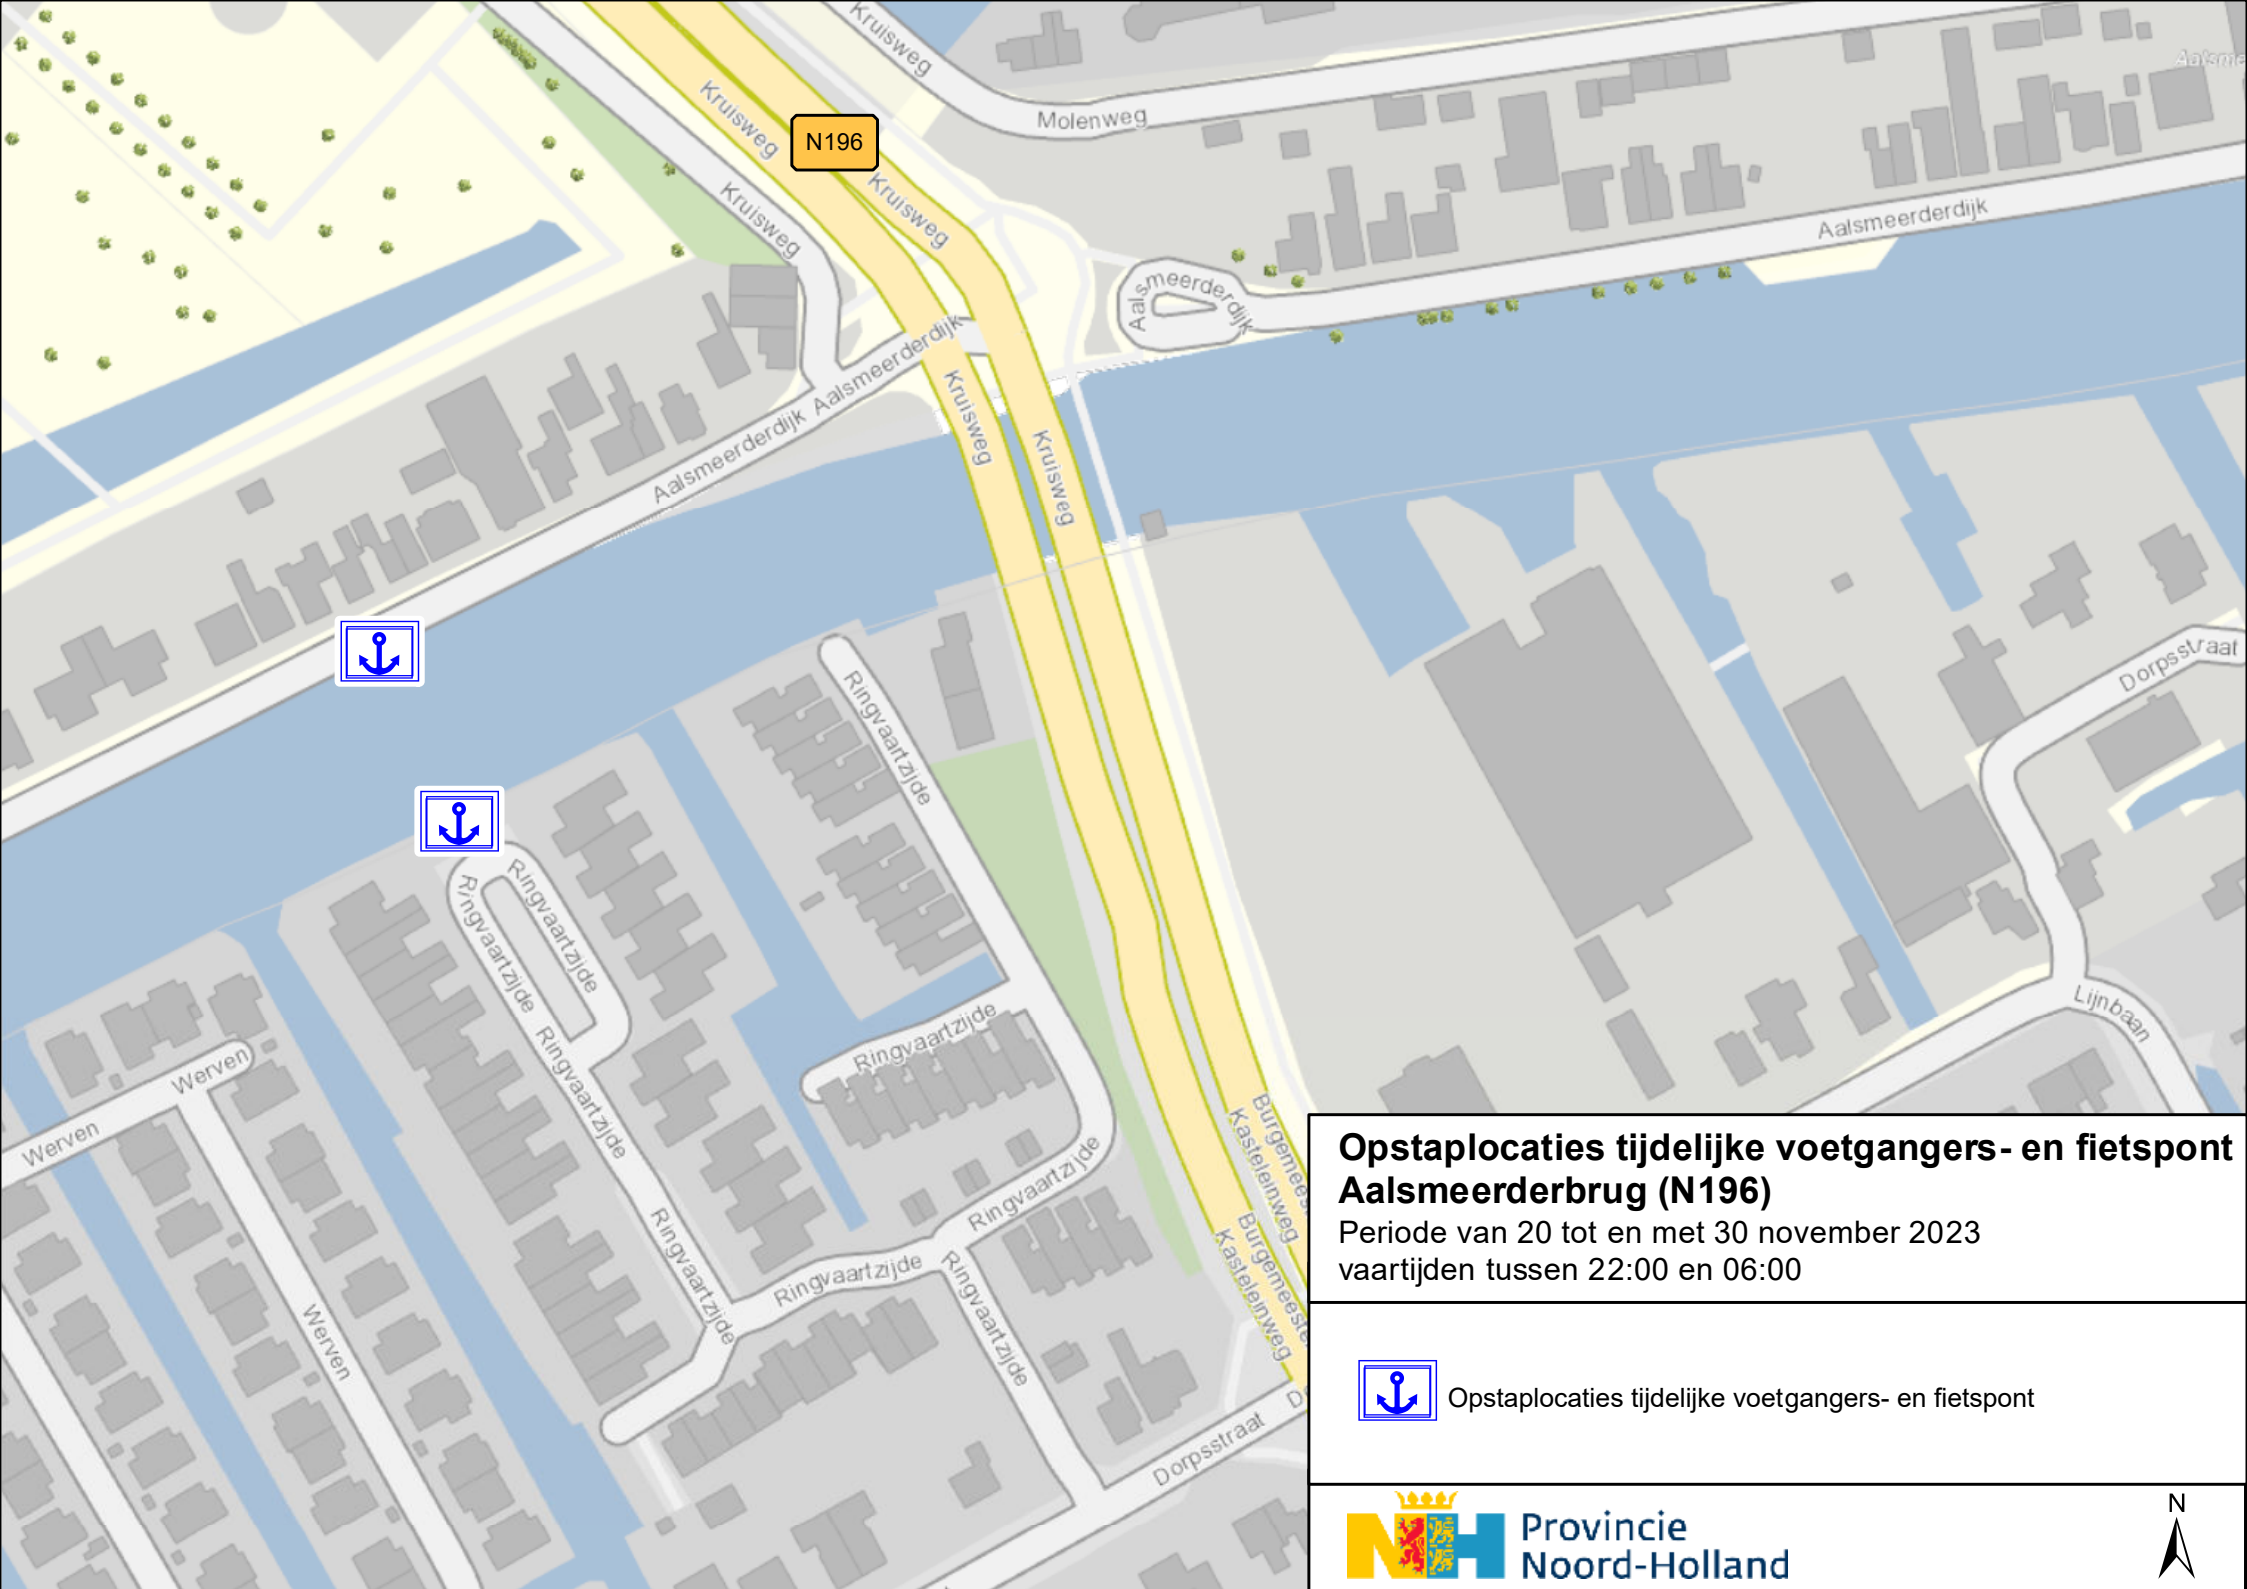 Kruisweg
Aalsme
Molenweg
Kruisweg
N196
Kruisweg
Kruisweg
Aalsmeerderdijk
Aalsmeerderdijk
Aalsmeerderdijk
Kruisweg
Kruisweg
Aalsmeerderdijk
Dorpsstraat
Ringvaartzijde
Ringvaartzijde
Ringvaartzijde
Lijnbaan
Ringvaartzijde
Werven
Ringvaartzijde
Werven
Burgemees
Kasteleinweg
Ringvaartzijde
Ringvaartzijde
Ringvaartzijde
Ringvaartzijde
Burgemeeste
Kasteleinweg
Werven
Dorpsstraat
D
Opstaplocaties tijdelijke voetgangers- en fietspont
Aalsmeerderbrug (N196)
Periode van 20 tot en met 30 november 2023
vaartijden tussen 22:00 en 06:00
Opstaplocaties tijdelijke voetgangers- en fietspont
Provincie
Noord-Holland
N